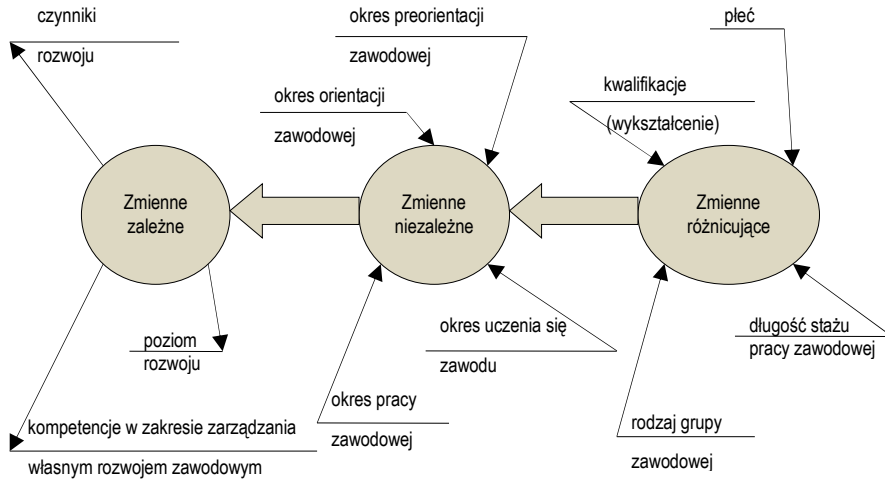 czynniki
rozwoju
okres preorientacji
zawodowej
płeć
okres orientacji
zawodowej
kwalifikacje
(wykształcenie)
Zmienne
zależne
Zmienne
niezależne
Zmienne
różnicujące
poziom
rozwoju
okres uczenia się
zawodu
długość stażu
pracy zawodowej
kompetencje w zakresie zarządzania
własnym rozwojem zawodowym
okres pracy
zawodowej
rodzaj grupy
zawodowej